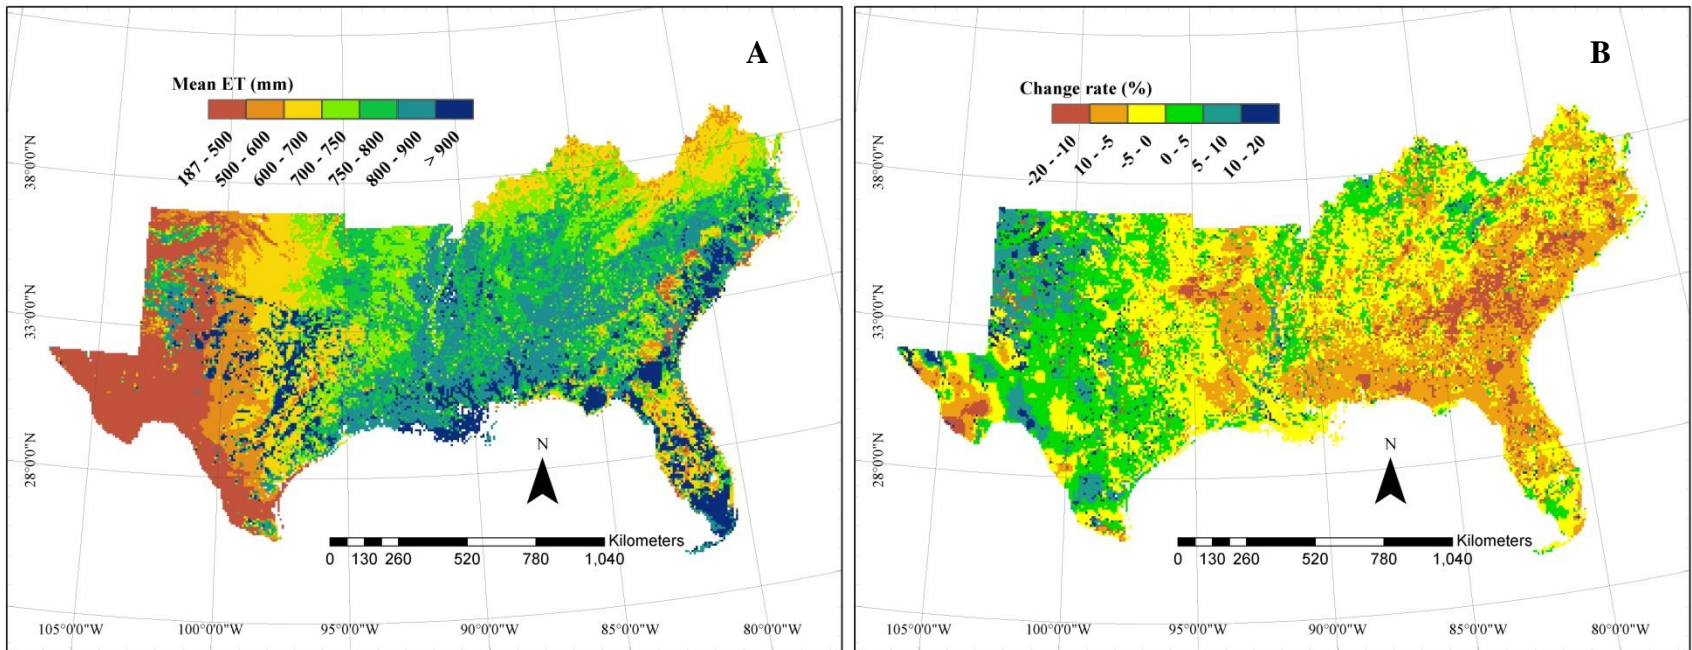 A
Mean ET (mm)
187 - 500
500 - 600
600 - 700
700 - 750
750 - 800
800 - 900
> 900
38°0'0"N
33°0'0"N
28°0'0"N
N
Kilometers
0 130 260 520 780 1,040
105°0'0"W 100°0'0"W 95°0'0"W 90°0'0"W 85°0'0"W 80°0'0"W
B
Change rate (%)
-20 - -10
10 - -5
-5 - 0
0 - 5
5 - 10
10 - 20
38°0'0"N
33°0'0"N
28°0'0"N
N
Kilometers
0 130 260 520 780 1,040
105°0'0"W 100°0'0"W 95°0'0"W 90°0'0"W 85°0'0"W 80°0'0"W